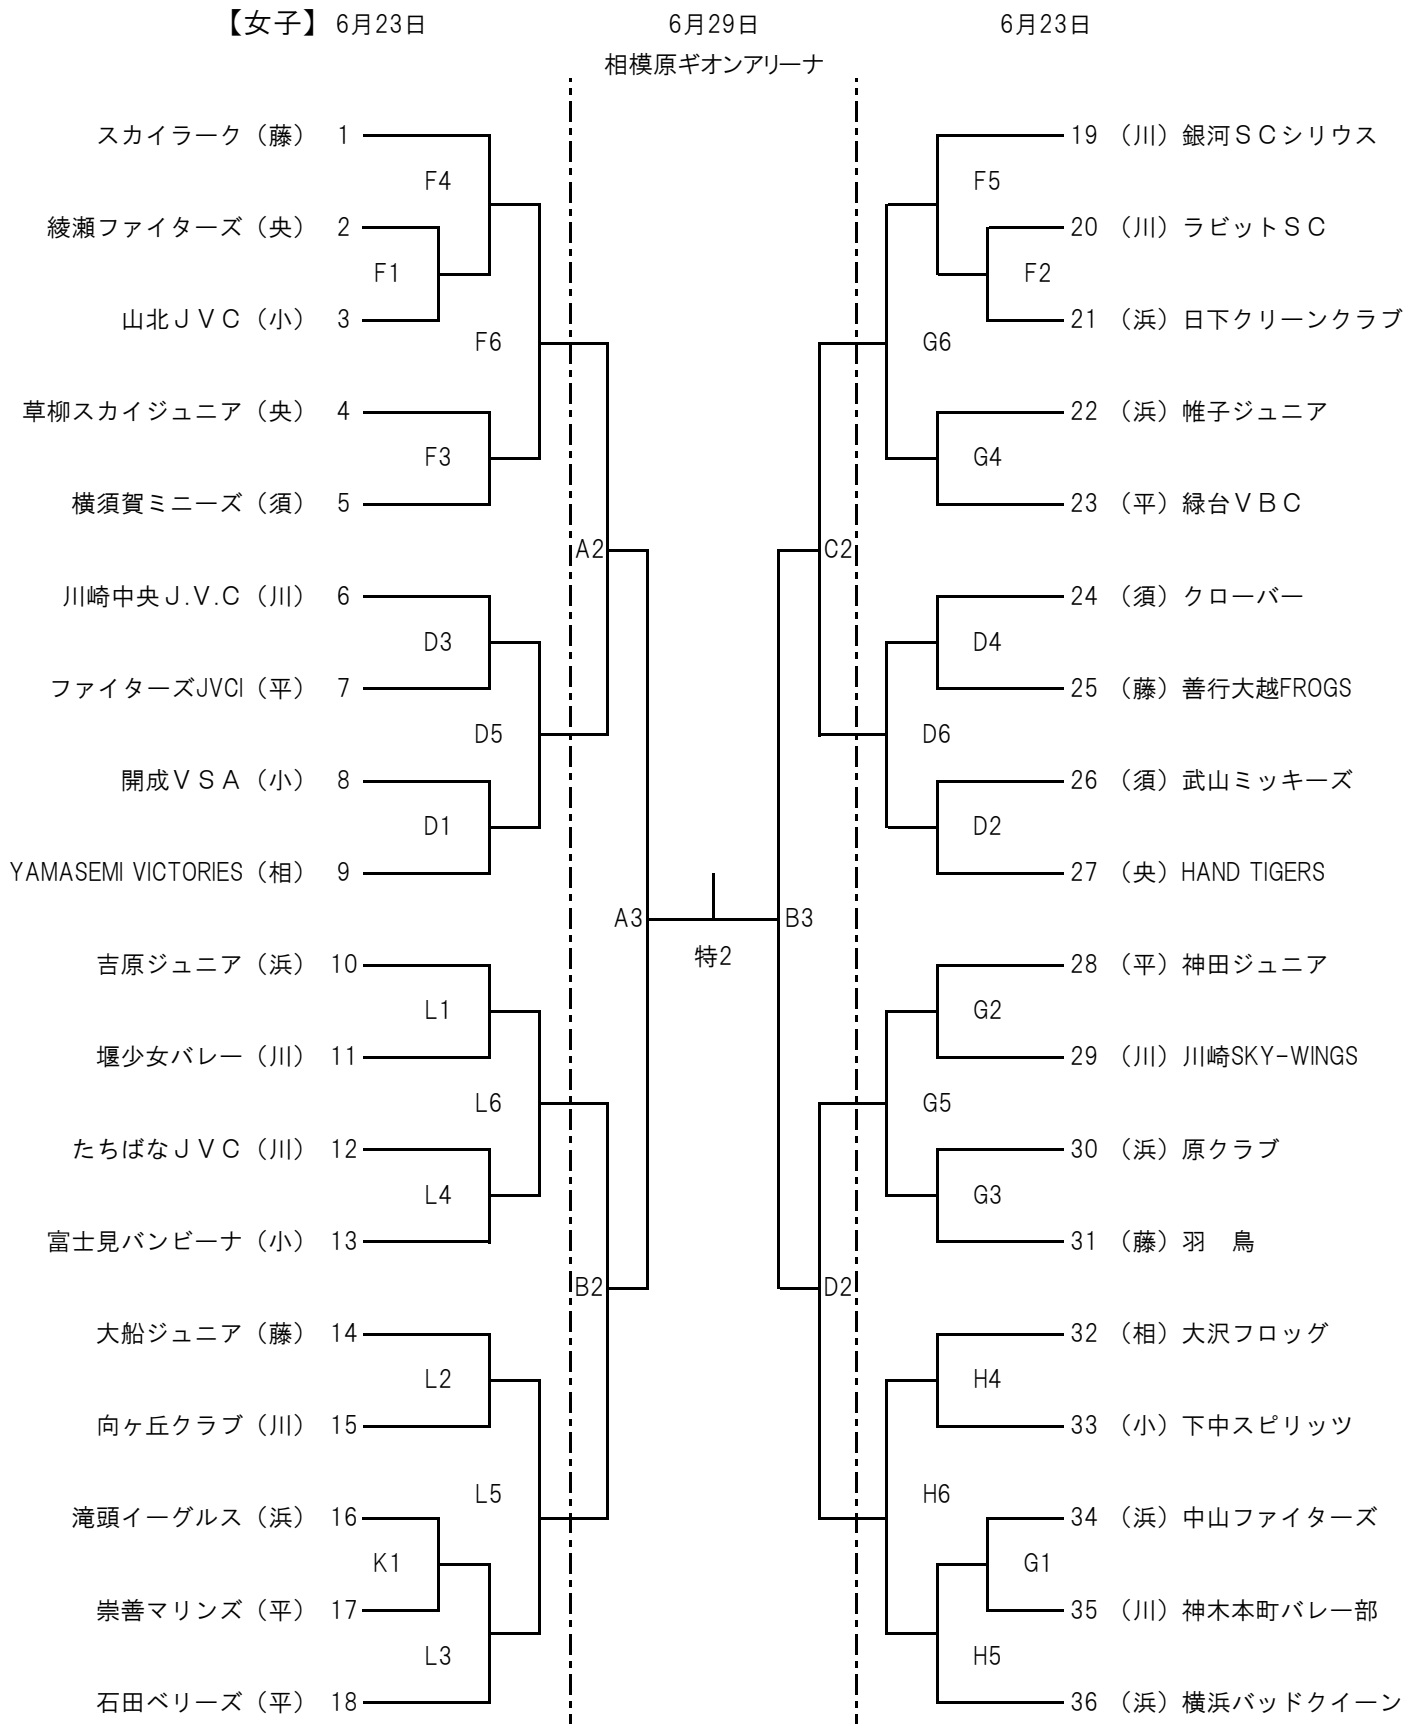 【女子】 6月23日 6月29日 6月23日
相模原ギオンアリーナ
スカイラーク（藤） 1 19 （川）銀河ＳＣシリウス
F4 F5
綾瀬ファイターズ（央） 2 20 （川）ラビットＳＣ
F1 F2
山北ＪＶＣ（小） 3 21 （浜）日下クリーンクラブ
F6 G6
草柳スカイジュニア（央） 4 22 （浜）帷子ジュニア
F3 G4
横須賀ミニーズ（須） 5 23 （平）緑台ＶＢＣ
A2 C2
川崎中央Ｊ.Ｖ.Ｃ（川） 6 24 （須）クローバー
D3 D4
ファイターズJVCI（平） 7 25 （藤）善行大越FROGS
D5 D6
開成ＶＳＡ（小） 8 26 （須）武山ミッキーズ
D1 D2
YAMASEMI VICTORIES（相） 9 27 （央）HAND TIGERS
A3 B3
特2
吉原ジュニア（浜） 10 28 （平）神田ジュニア
L1 G2
堰少女バレー（川） 11 29 （川）川崎SKY-WINGS
L6 G5
たちばなＪＶＣ（川） 12 30 （浜）原クラブ
L4 G3
富士見バンビーナ（小） 13 31 （藤）羽　鳥
B2 D2
大船ジュニア（藤） 14 32 （相）大沢フロッグ
L2 H4
向ヶ丘クラブ（川） 15 33 （小）下中スピリッツ
L5 H6
滝頭イーグルス（浜） 16 34 （浜）中山ファイターズ
K1 G1
崇善マリンズ（平） 17 35 （川）神木本町バレー部
L3 H5
石田ベリーズ（平） 18 36 （浜）横浜バッドクイーン